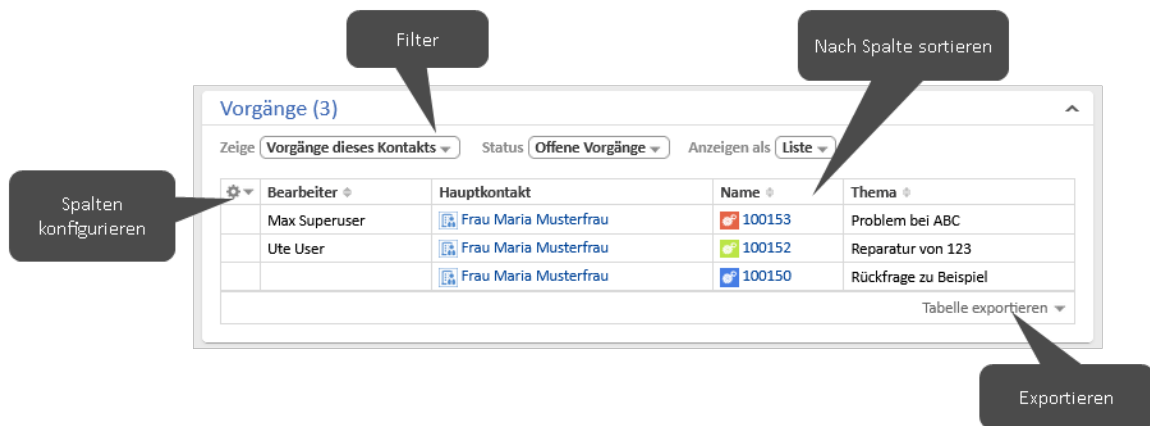 Filter
Nach Spalte sortieren
Vorgänge (3)
Zeige Vorgänge dieses Kontakts Status Offene Vorgänge Anzeigen als Liste
Spalten
konfigurieren
Bearbeiter Hauptkontakt Name Thema
Max Superuser Frau Maria Musterfrau 100153 Problem bei ABC
Ute User Frau Maria Musterfrau 100152 Reparatur von 123
Frau Maria Musterfrau 100150 Rückfrage zu Beispiel
Tabelle exportieren
Exportieren